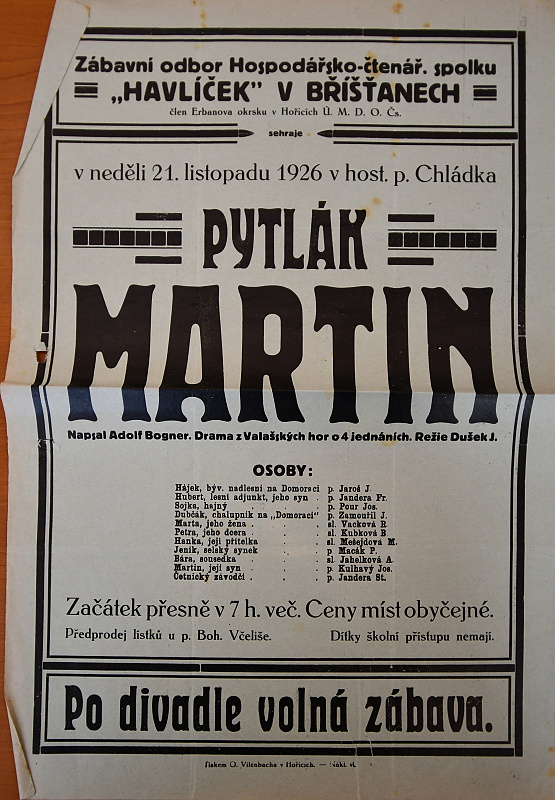 Zábavní odbor Hospodářsko-čtenář. spolku
„HAVLÍČEK" V BŘÍŠŤANECH
člen Erbanova okrsku v Hořicích Ú. M. D. O. Čs.
sehraje
v neděli 21. listopadu 1926 v host. p. Chládka
PYTLÁK
MARTIN
Napsal Adolf Bogner. Drama z Valašských hor o 4 jednáních. Režie Dušek J.
OSOBY:
Hájek, býv. nadlesní na Domoraci p. Jaroš J.
Hubert, lesní adjunkt, jeho syn . p. Jandera Fr.
Sojka, hajný . . . p. Pour Jos.
Dubčák, chalupník na „Domoraci" p. Zamouřil J.
Marta, jeho žena . . . sl. Vacková R.
Petra, jeho dcera . . . sl. Kubková B.
Hanka, její přítelka . . sl. Mešejdová M.
Jeník, selský synek . . p Macák P.
Bára, sousedka . . . sl. Jahelková A.
Martin, její syn . . . p. Kulhavý Jos.
Četnický závodčí . . . p. Jandera St.
Začátek přesně v 7 h. več. Ceny míst obyčejné.
Předprodej lístků u p. Boh. Včeliše. Dítky školní přístupu nemají.
Po divadle volná zábava.
Tiskem O. Vilenbacha v Hořicích. — Nákl. vl.